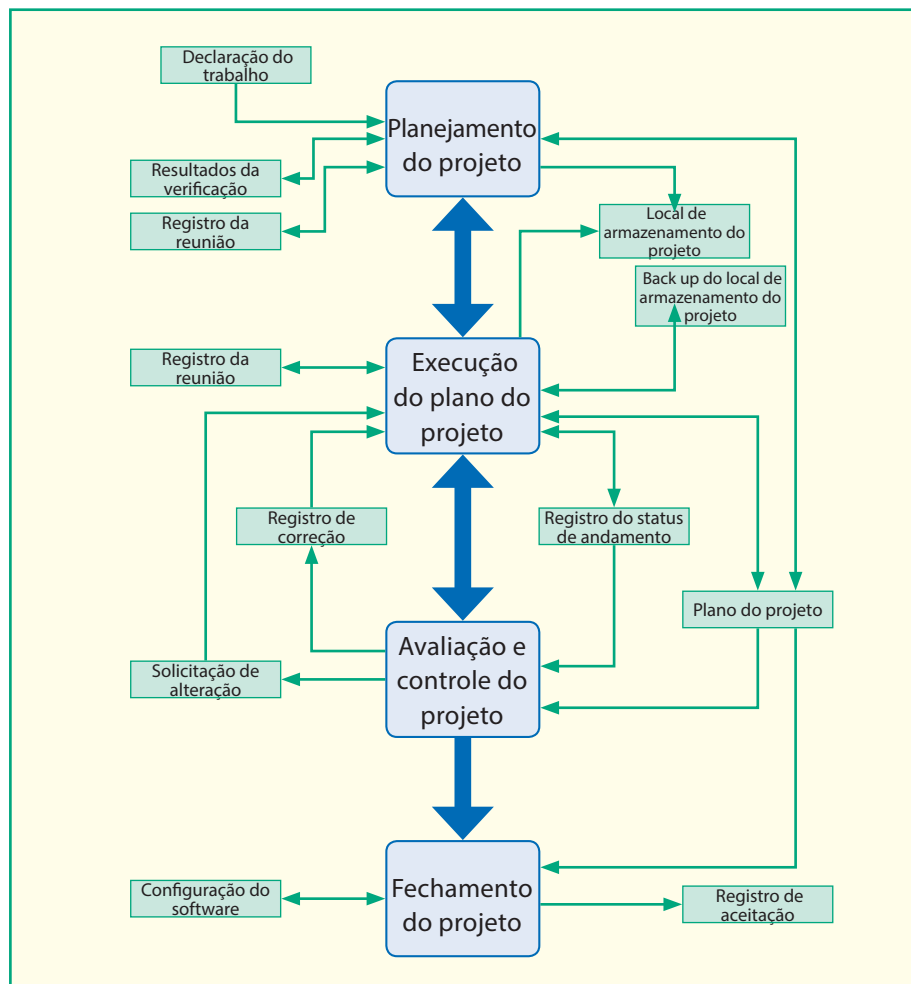 Declaração do
trabalho
Planejamento
do projeto
Resultados da
verificação
Registro da
reunião
Local de
armazenamento do
projeto
Back up do local de
armazenamento do
projeto
Registro da
reunião
Execução
do plano do
projeto
Registro de
correção
Registro do status
de andamento
Plano do projeto
Avaliação e
controle do
projeto
Solicitação de
alteração
Configuração do
software
Fechamento
do projeto
Registro de
aceitação